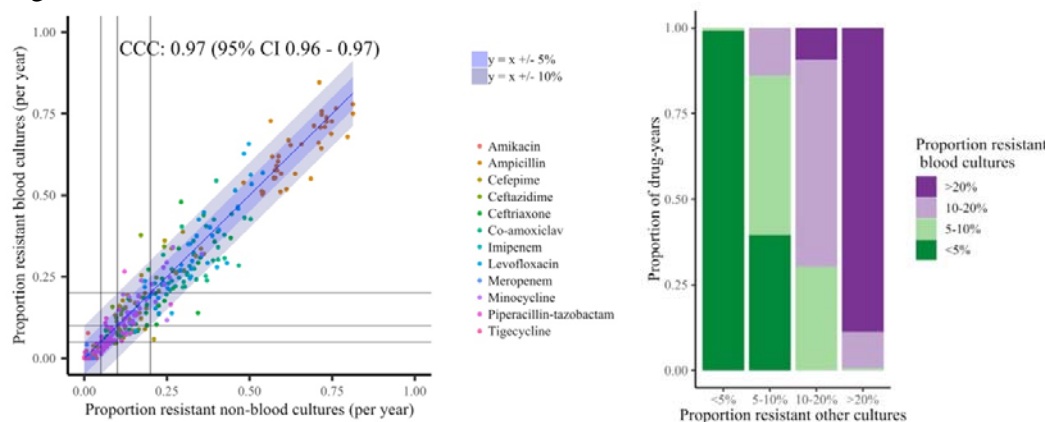 CCC: 0.97 (95% CI 0.96 - 0.97)
Proportion resistant blood cultures (per year)
1.00
0.75
0.50
0.25
0.00
0.00 0.25 0.50 0.75 1.00
Proportion resistant non-blood cultures (per year)
y = x +/- 5%
y = x +/- 10%
Amikacin
Ampicillin
Cefepime
Ceftazidime
Ceftriaxone
Co-amoxiclav
Imipenem
Levofloxacin
Meropenem
Minocycline
Piperacillin-tazobactam
Tigecycline
Proportion of drug-years
1.00
0.75
0.50
0.25
0.00
<5% 5-10% 10-20% >20%
Proportion resistant other cultures
Proportion resistant
blood cultures
>20%
10-20%
5-10%
<5%